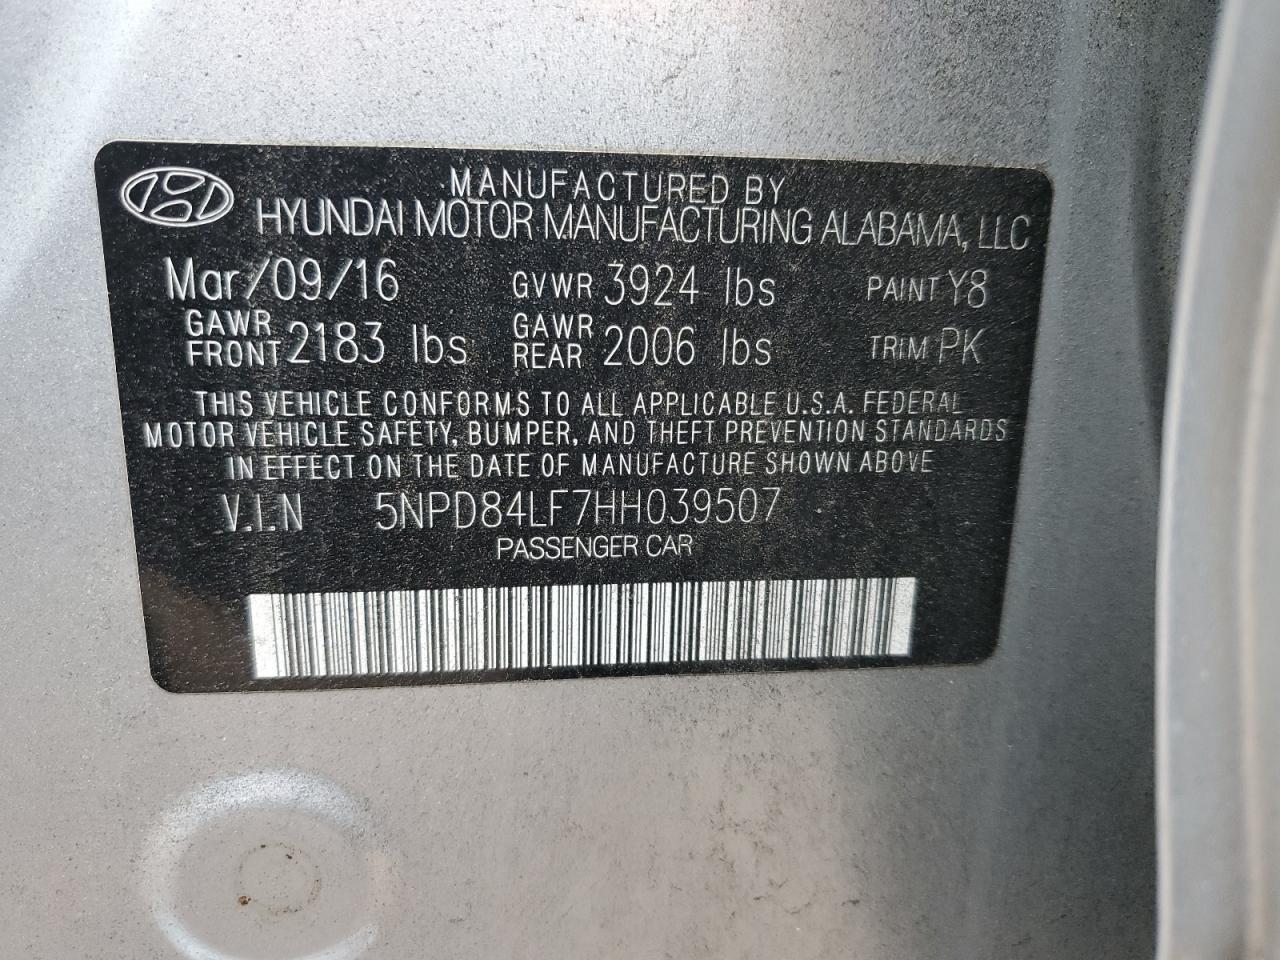 MANUFACTURED BY
HYUNDAI MOTOR MANUFACTURING ALABAMA, LLC
Mar/09/16 GVWR 3924 lbs PAINT Y8
GAWR FRONT 2183 lbs GAWR REAR 2006 lbs TRIM PK
THIS VEHICLE CONFORMS TO ALL APPLICABLE U.S.A. FEDERAL
MOTOR VEHICLE SAFETY, BUMPER, AND THEFT PREVENTION STANDARDS
IN EFFECT ON THE DATE OF MANUFACTURE SHOWN ABOVE
V.I.N 5NPD84LF7HH039507
PASSENGER CAR